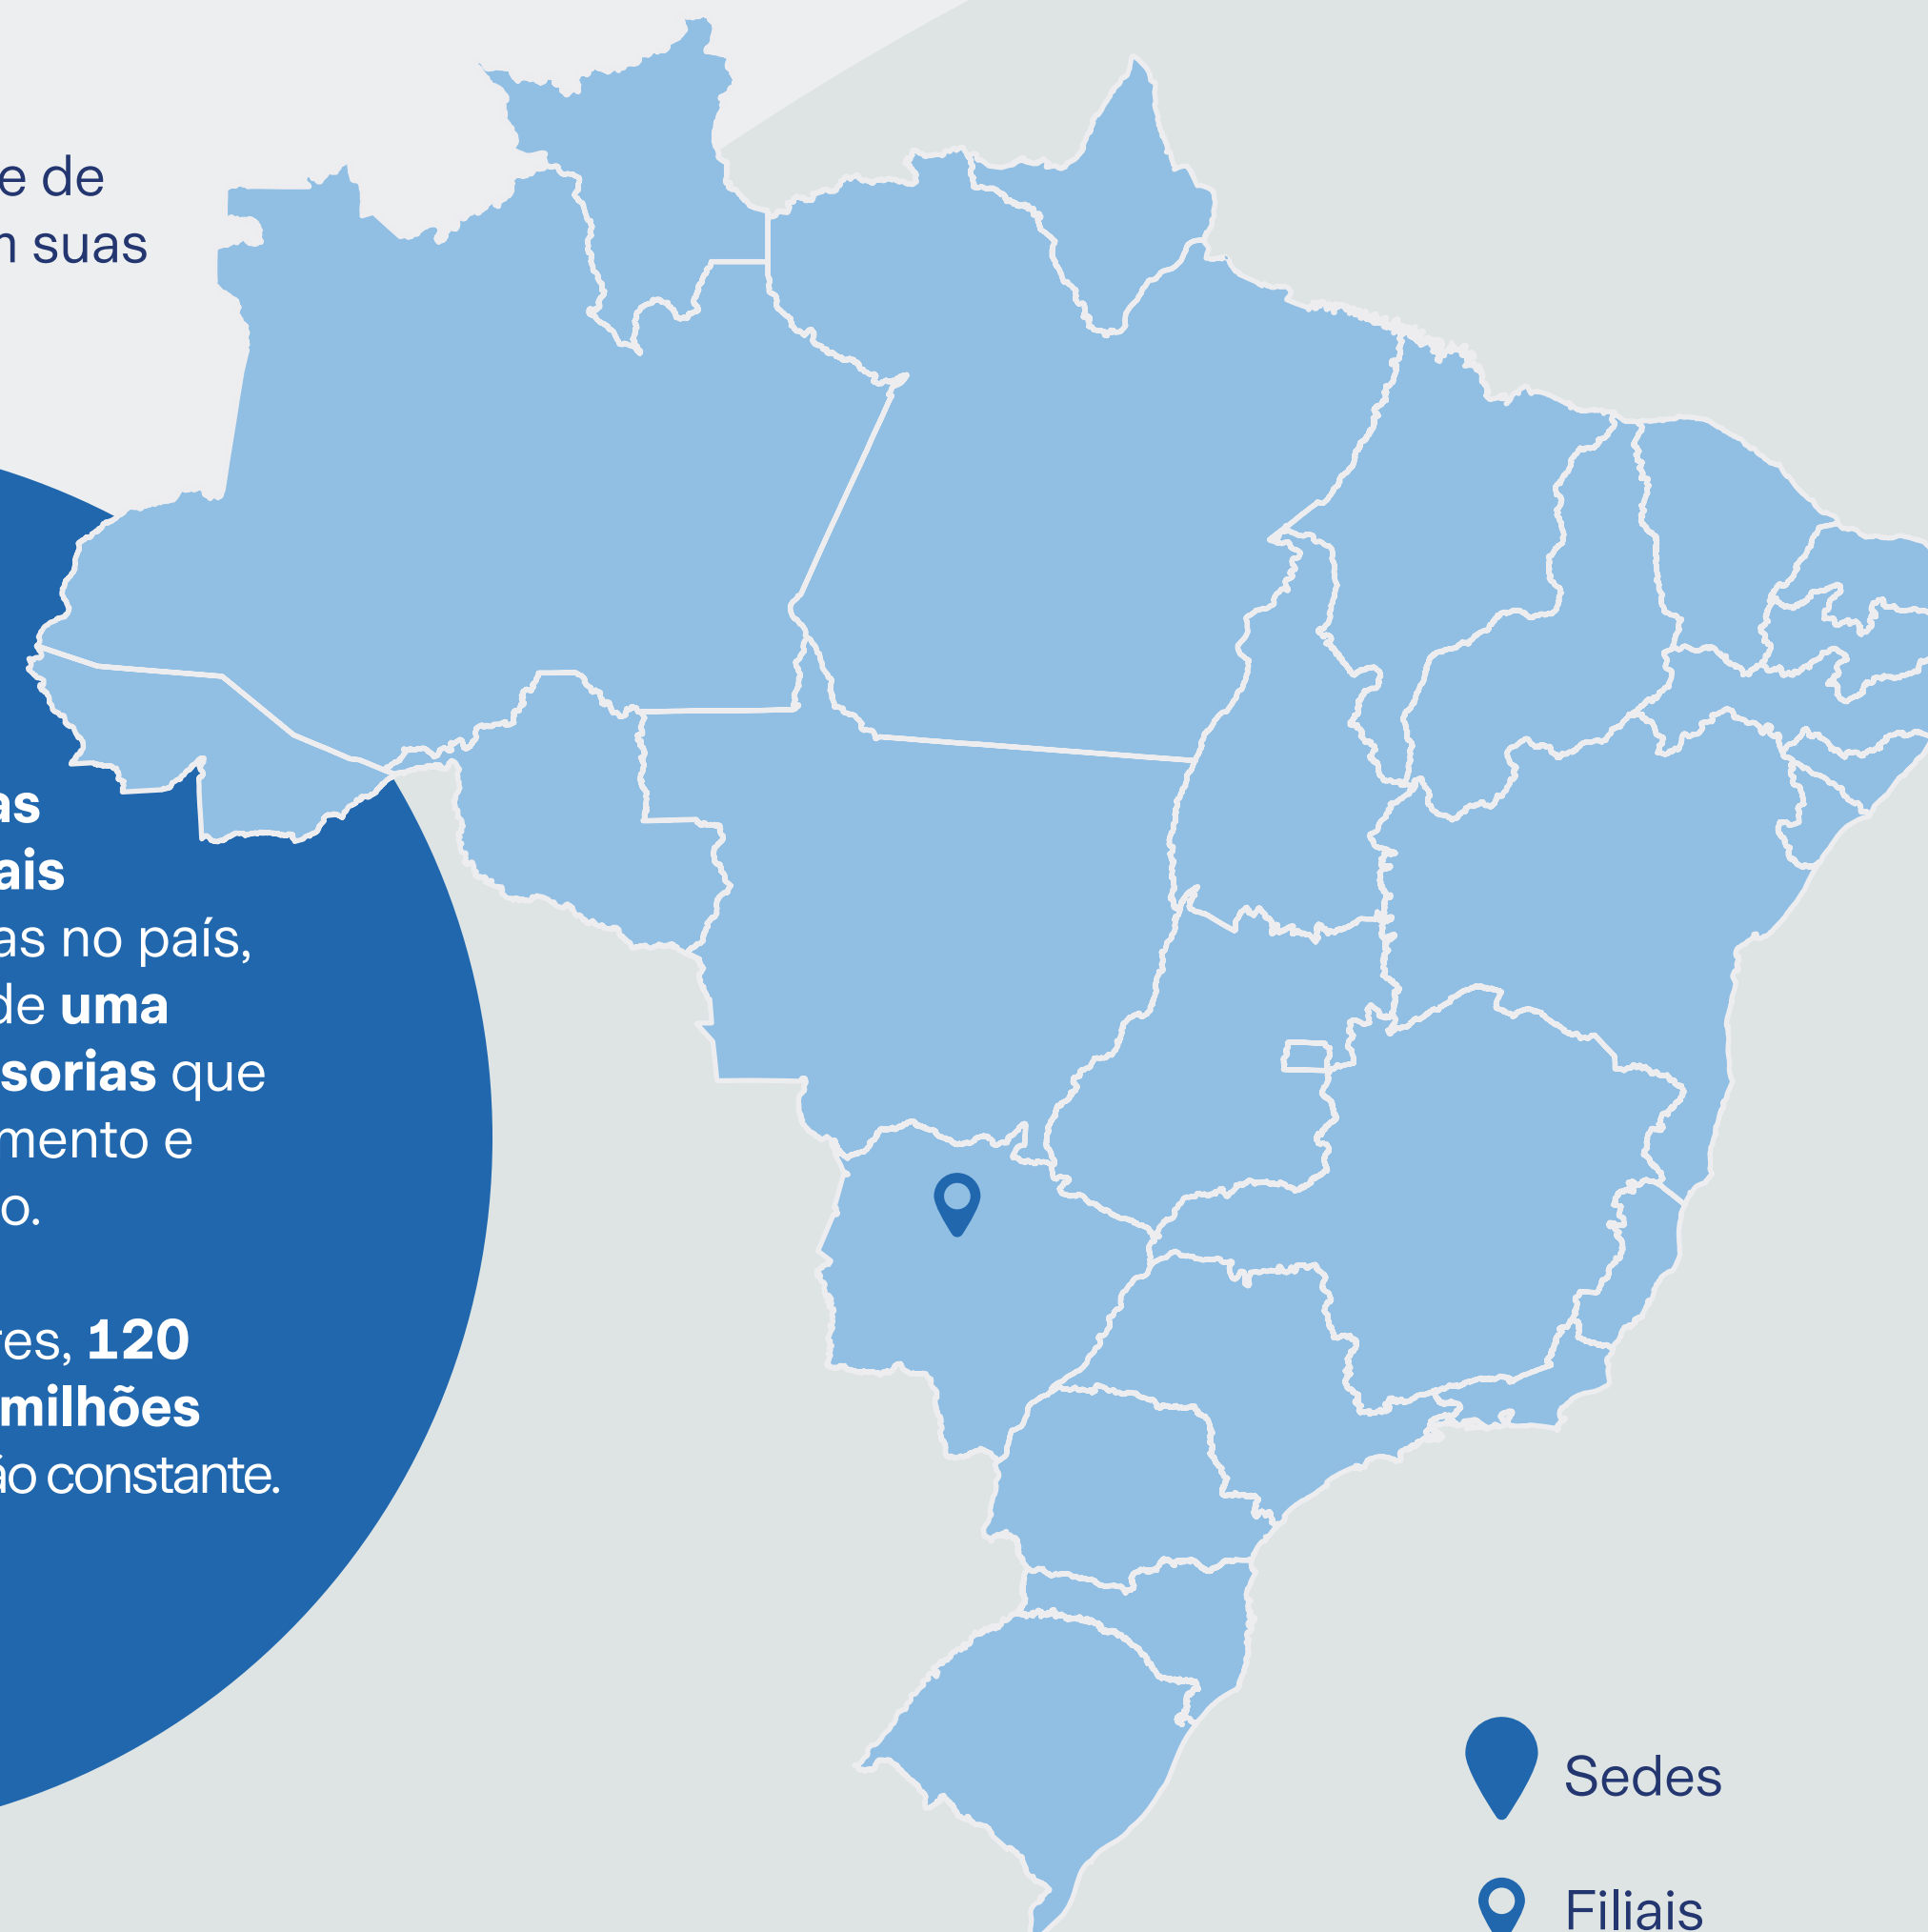 e de
m suas
as
ais
as no país,
de uma
sorias que
mento e
o.
res, 120
milhões
ão constante.
Sedes
Filiais